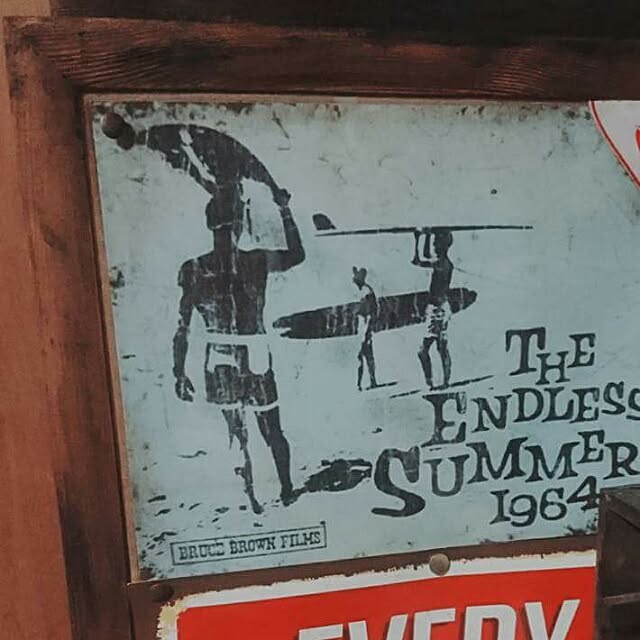 THE
ENDLESS
SUMMER
1964
BRUCE BROWN FILMS
EVERY